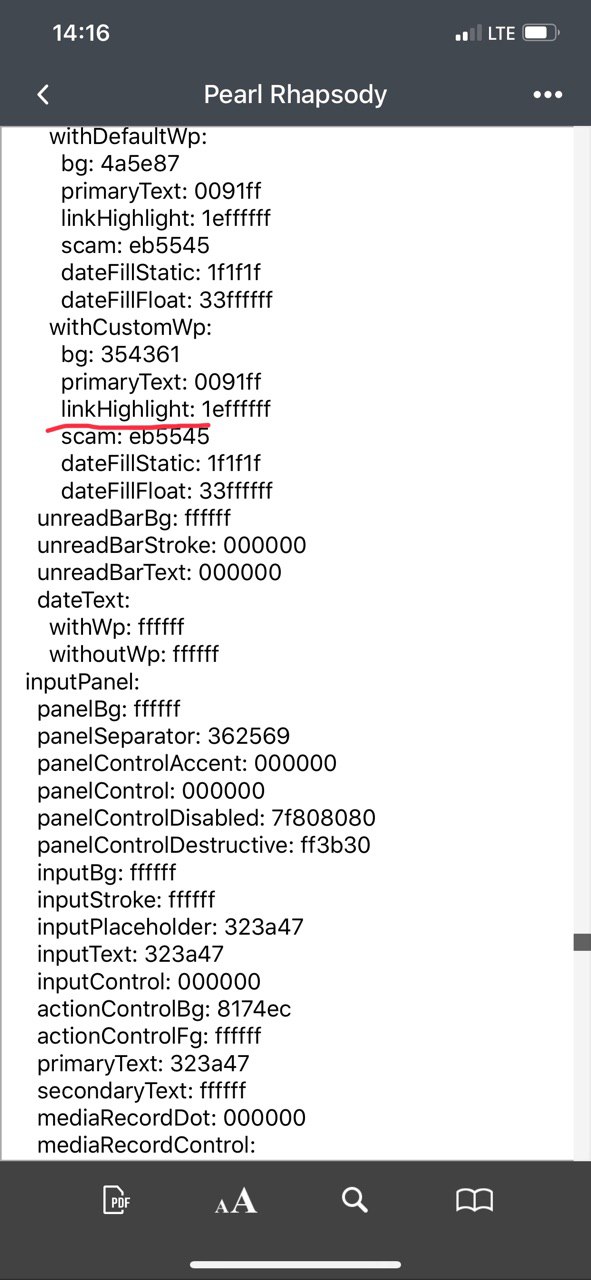 14:16
LTE
Pearl Rhapsody
withDefaultWp:
bg: 4a5e87
primaryText: 0091ff
linkHighlight: 1effffff
scam: eb5545
dateFillStatic: 1f1f1f
dateFillFloat: 33ffffff
withCustomWp:
bg: 354361
primaryText: 0091ff
linkHighlight: 1effffff
scam: eb5545
dateFillStatic: 1f1f1f
dateFillFloat: 33ffffff
unreadBarBg: ffffff
unreadBarStroke: 000000
unreadBarText: 000000
dateText:
withWp: ffffff
withoutWp: ffffff
inputPanel:
panelBg: ffffff
panelSeparator: 362569
panelControlAccent: 000000
panelControl: 000000
panelControlDisabled: 7f808080
panelControlDestructive: ff3b30
inputBg: ffffff
inputStroke: ffffff
inputPlaceholder: 323a47
inputText: 323a47
inputControl: 000000
actionControlBg: 8174ec
actionControlFg: ffffff
primaryText: 323a47
secondaryText: ffffff
mediaRecordDot: 000000
mediaRecordControl:
PDF
AA